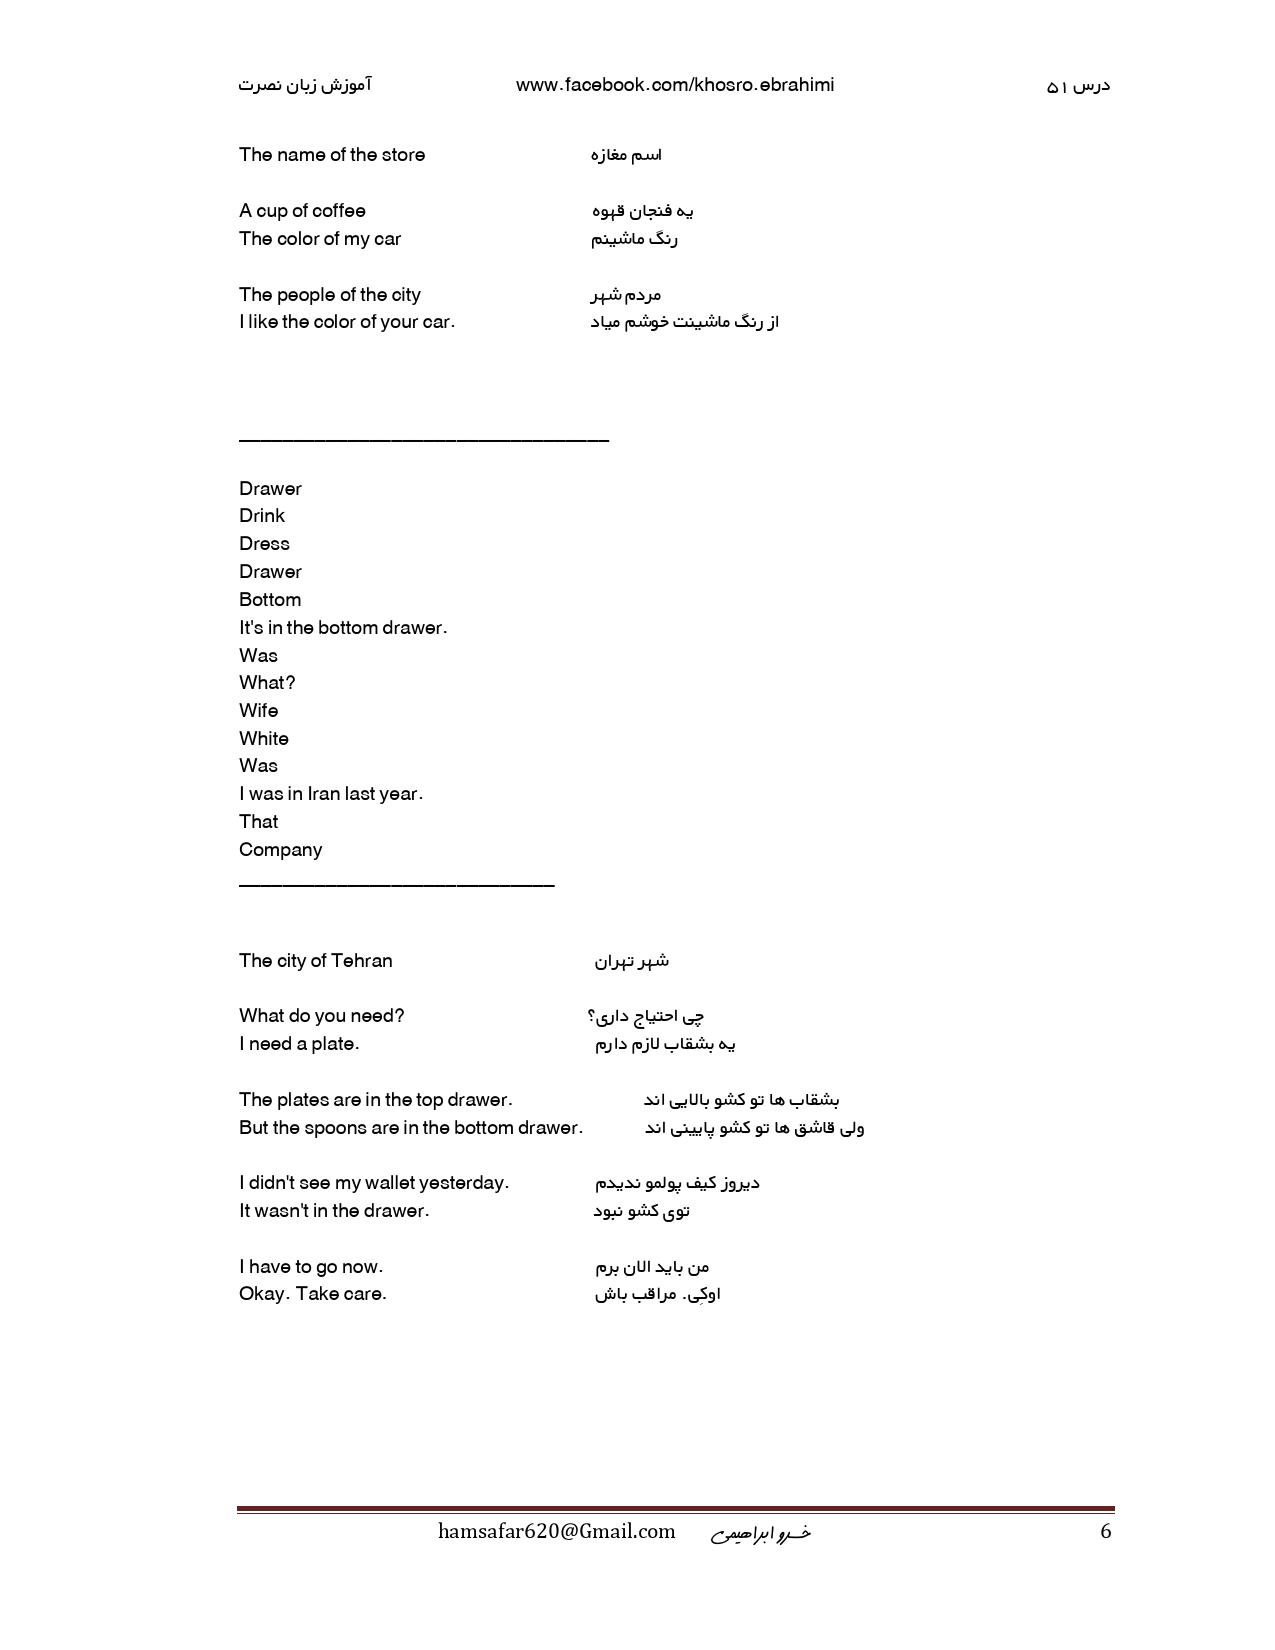 آموزش زبان نصرت www.facebook.com/khosro.ebrahimi درس ۵۱
The name of the store اسم مغازه
A cup of coffee یه فنجان قهوه
The color of my car رنگ ماشینم
The people of the city مردم شهر
I like the color of your car. از رنگ ماشینت خوشم میاد
Drawer
Drink
Dress
Drawer
Bottom
It's in the bottom drawer.
Was
What?
Wife
White
Was
I was in Iran last year.
That
Company
The city of Tehran شهر تهران
What do you need? چی احتیاج داری؟
I need a plate. یه بشقاب لازم دارم
The plates are in the top drawer. بشقاب ها تو کشو بالایی اند
But the spoons are in the bottom drawer. ولی قاشق ها تو کشو پایینی اند
I didn't see my wallet yesterday. دیروز کیف پولمو ندیدم
It wasn't in the drawer. توی کشو نبود
I have to go now. من باید الان برم
Okay. Take care. اوکِی. مراقب باش
hamsafar620@Gmail.com خسرو ابراهیمی 6